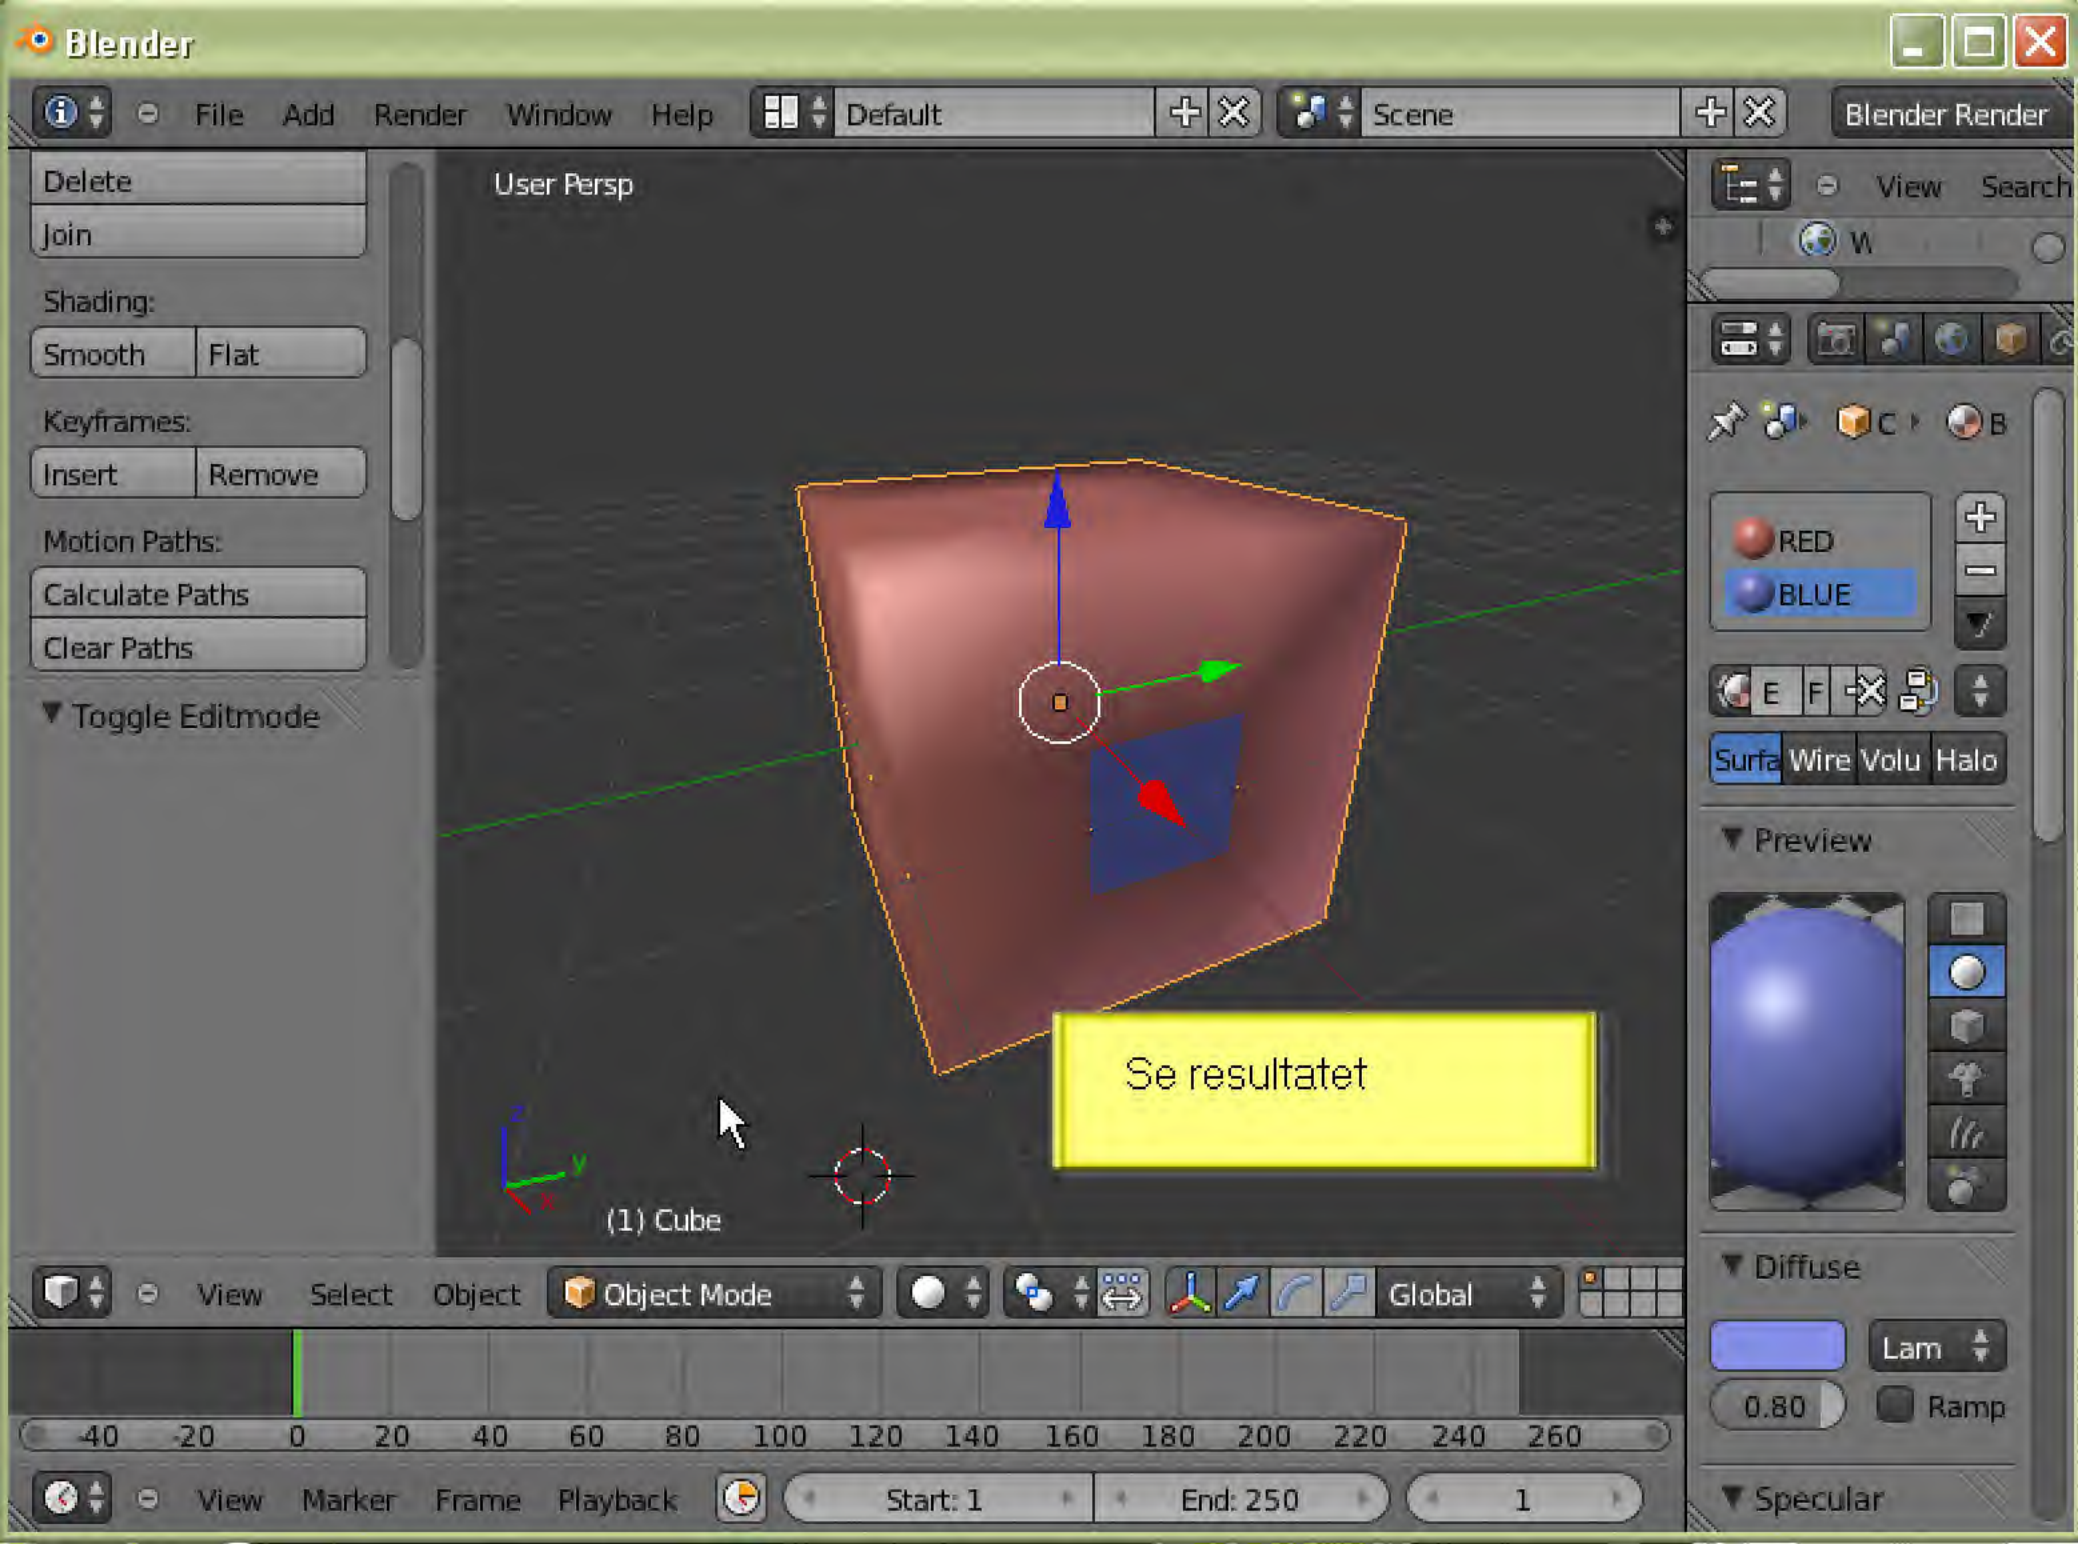 Blender
File Add Render Window Help Default Scene Blender Render
Delete
Join
Shading:
Smooth Flat
Keyframes:
Insert Remove
Motion Paths:
Calculate Paths
Clear Paths
Toggle Editmode
User Persp
Se resultatet
z
y
x
(1) Cube
View Search
W
C B
RED
BLUE
E F
Surfa Wire Volu Halo
Preview
Diffuse
Lam
0.80 Ramp
Specular
View Select Object Object Mode Global
-40 -20 0 20 40 60 80 100 120 140 160 180 200 220 240 260
View Marker Frame Playback Start: 1 End: 250 1